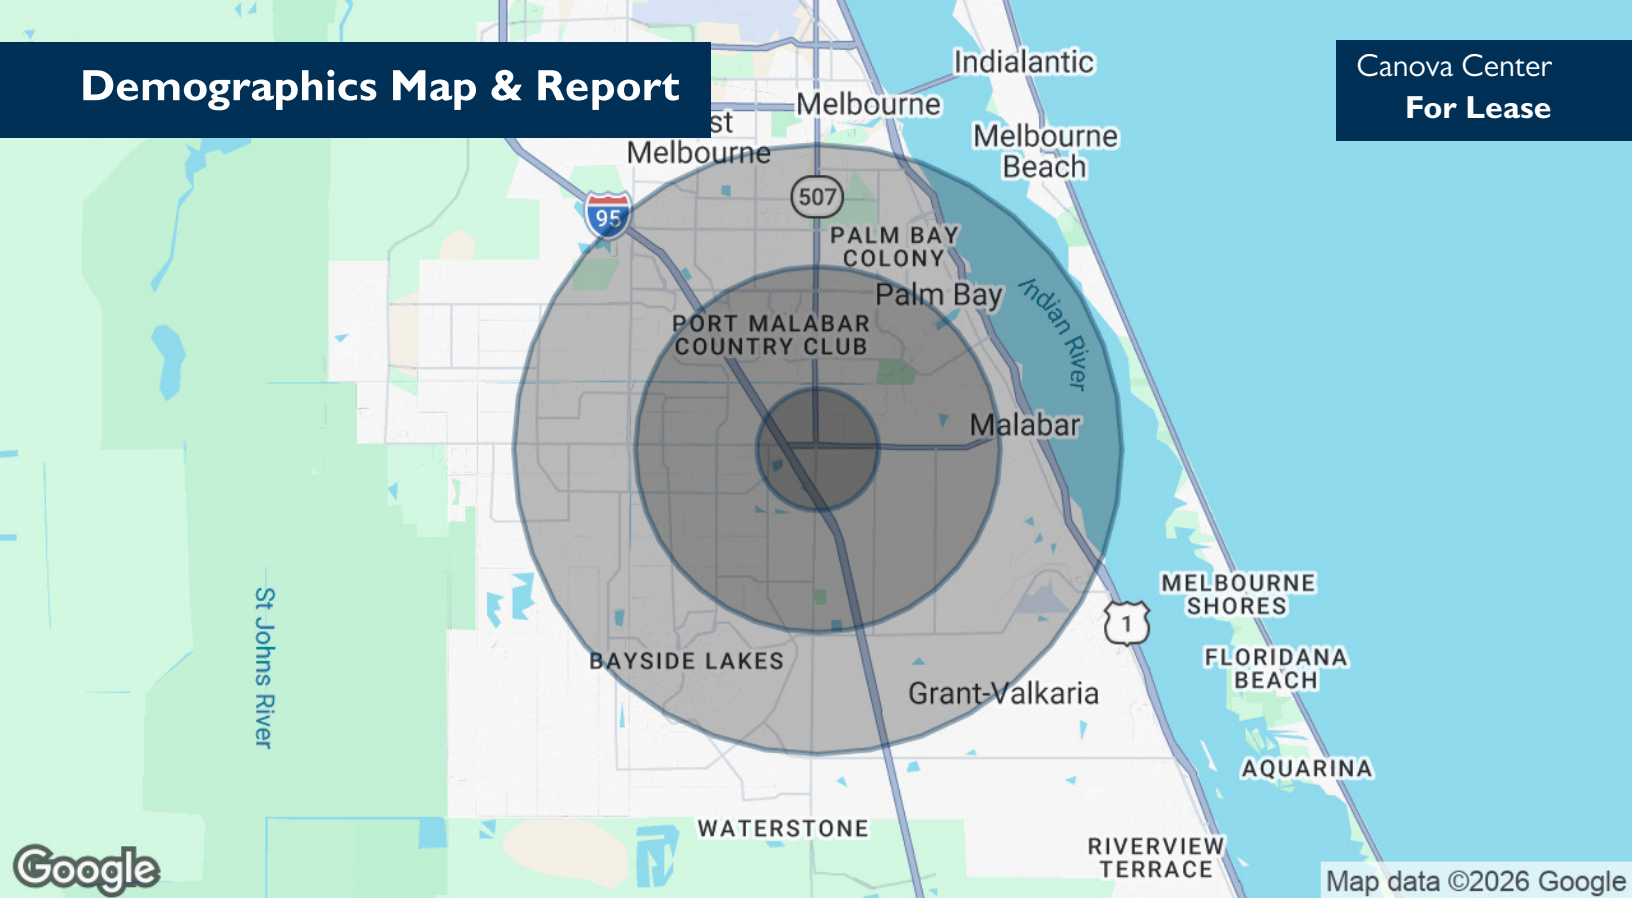 Demographics Map & Report
Canova Center
For Lease
Indialantic
Melbourne
st
Melbourne
Melbourne
Beach
507
95
PALM BAY
COLONY
Palm Bay
Indian River
PORT MALABAR
COUNTRY CLUB
Malabar
St Johns River
MELBOURNE
SHORES
1
FLORIDANA
BEACH
BAYSIDE LAKES
Grant-Valkaria
AQUARINA
WATERSTONE
RIVERVIEW
TERRACE
Google
Map data ©2026 Google